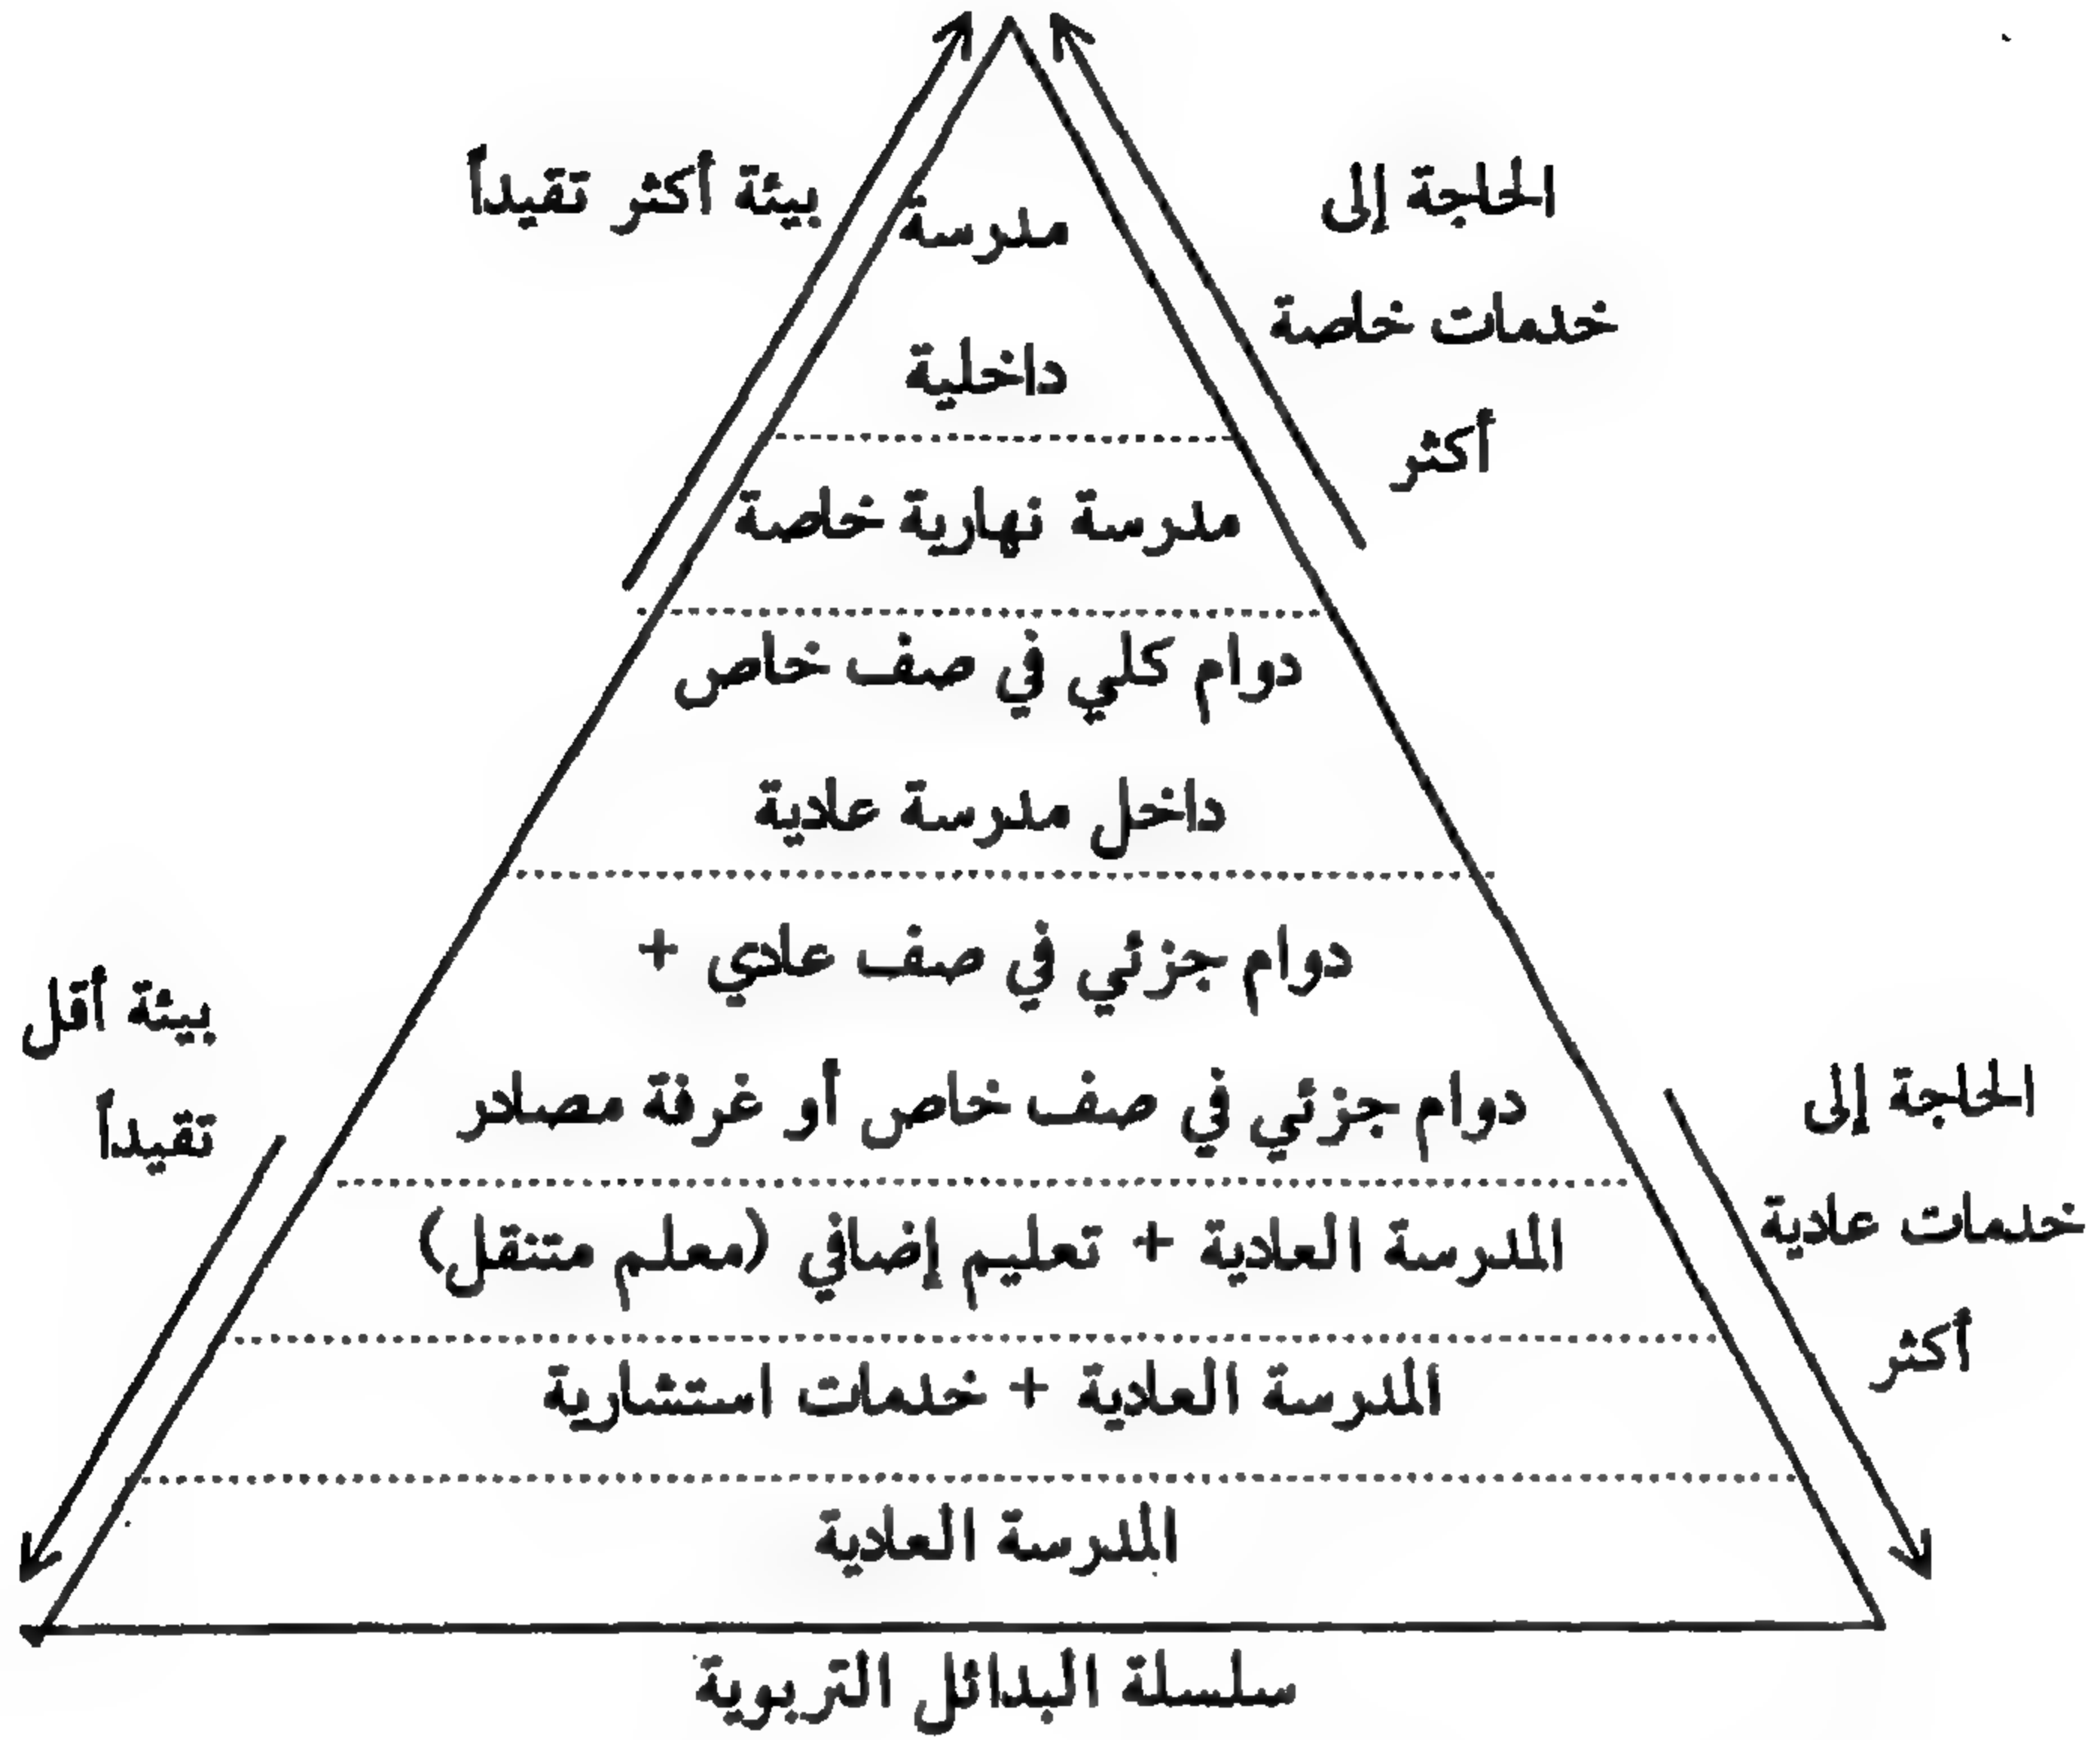 بيئة أكثر تقيداً
الحاجة إلى
خدمات خاصة
أكثر
مدرسة
داخلية
مدرسة نهارية خاصة
دوام كلي في صف خاص
داخل مدرسة عادية
دوام جزئي في صف عادي +
دوام جزئي في صف خاص أو غرفة مصادر
بيئة أقل
تقيداً
الحاجة إلى
خدمات عادية
أكثر
المدرسة العادية + تعليم إضافي (معلم متنقل)
المدرسة العادية + خدمات استشارية
المدرسة العادية
سلسلة البدائل التربوية